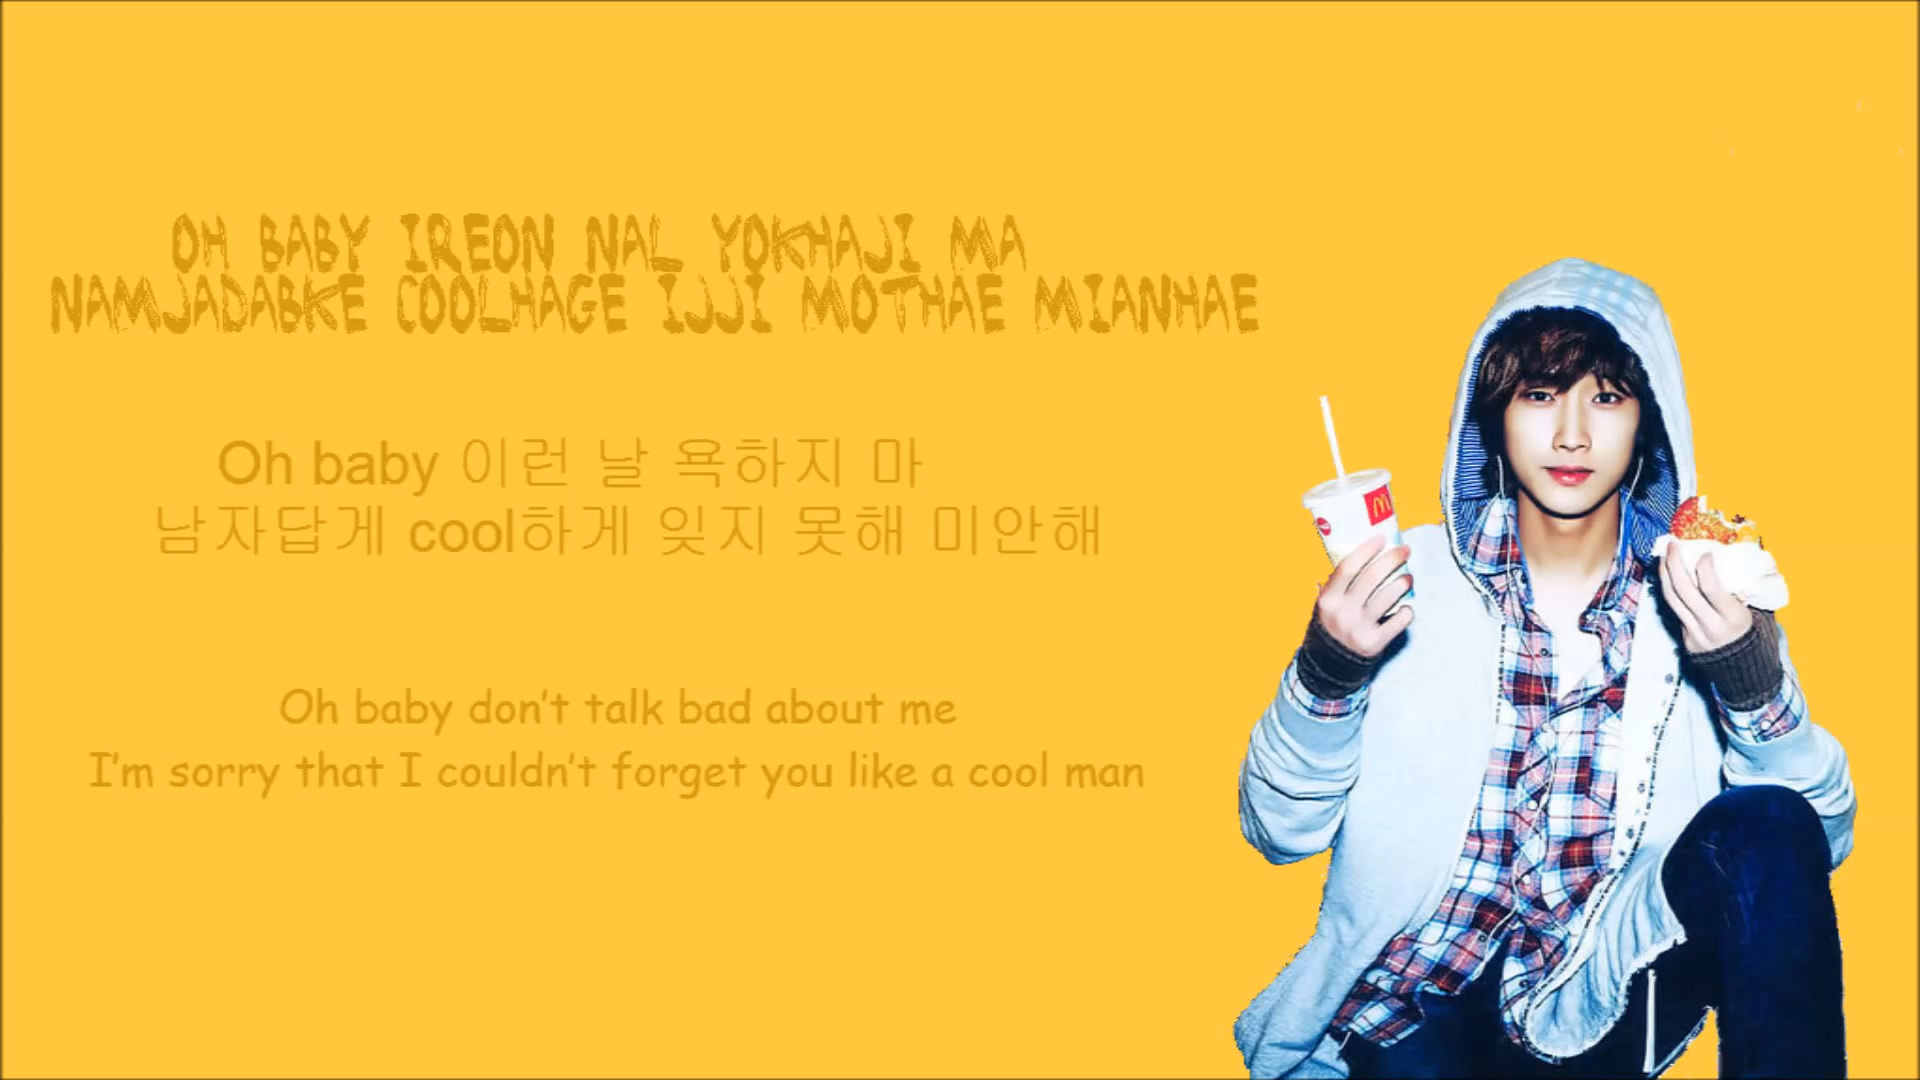 OH BABY IREON NAL YOKHAJI MA
NAMJADABKE COOLHAGE IJJI MOTHAE MIANHAE
Oh baby 이런 날 욕하지 마
남자답게 cool하게 잊지 못해 미안해
Oh baby don't talk bad about me
I'm sorry that I couldn't forget you like a cool man